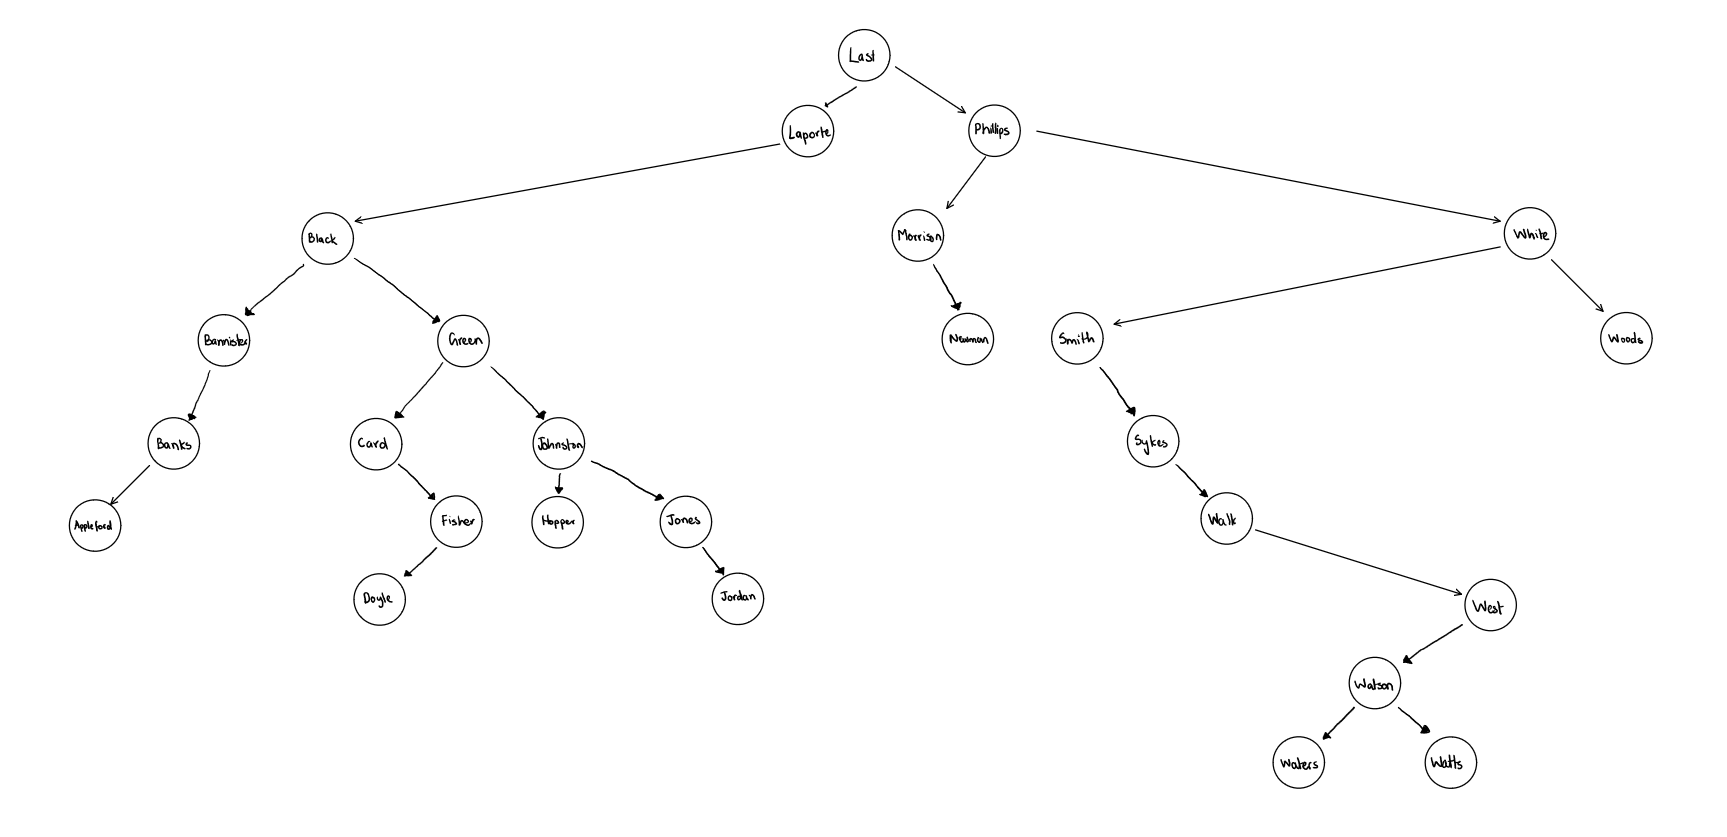 Last
Laporte
Phillips
Black
Morrison
White
Bannister
Green
Newman
Smith
Woods
Banks
Card
Johnston
Sykes
Appleford
Fisher
Hopper
Jones
Walk
Doyle
Jordan
West
Watson
Waters
Watts